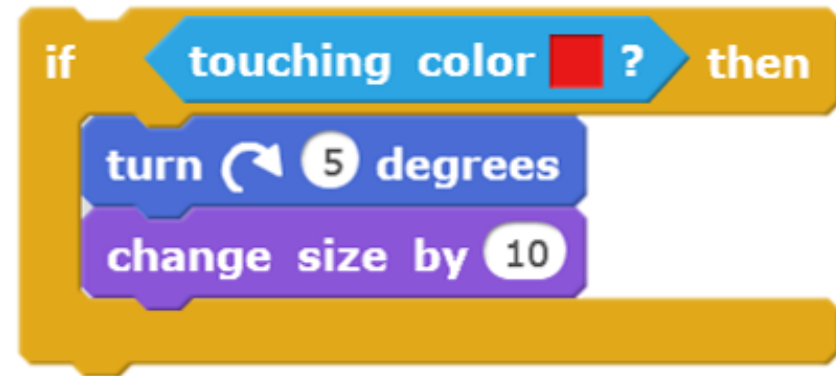 if touching color ? then
turn 5 degrees
change size by 10